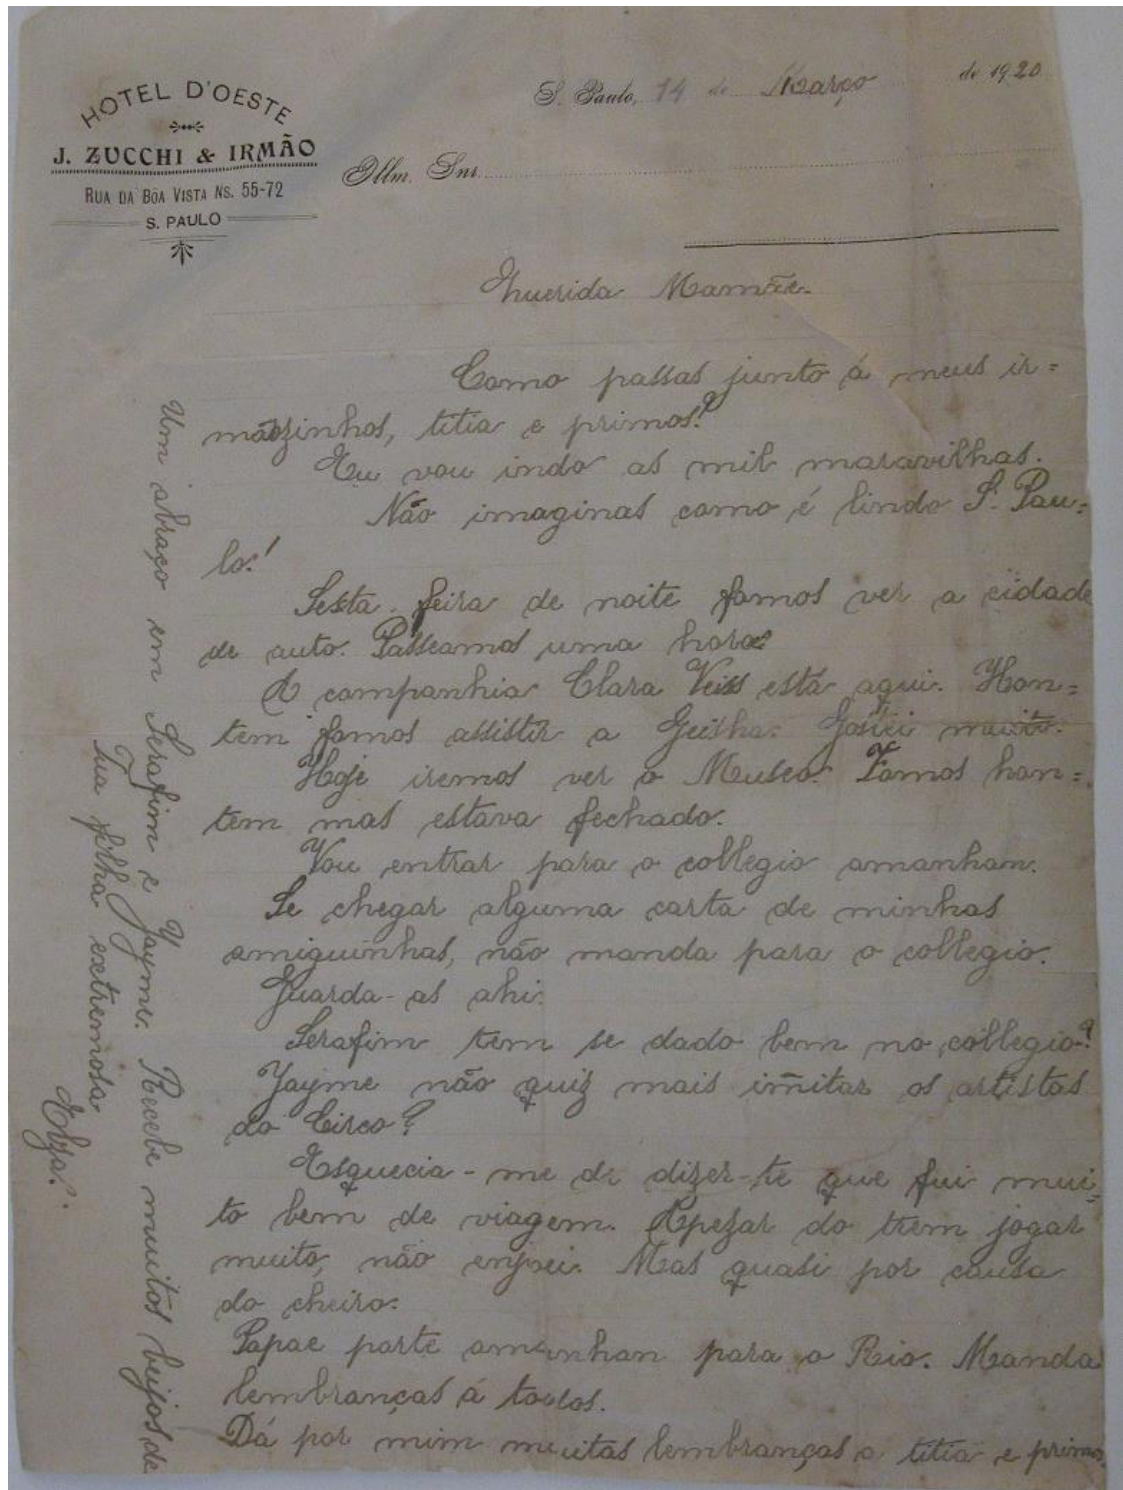 HOTEL D'OESTE
J. ZUCCHI & IRMÃO
RUA DA BÔA VISTA NS. 55-72
S. PAULO
S. Paulo, 14 de Março de 1920
Illm. Snr.
Querida Mamãe.
Como passas junto á meus ir=
mãozinhos, titia e primos?
Eu vou indo as mil maravilhas.
Não imaginas como é lindo S. Pau=
lo!
Sexta-feira de noite fomos ver a cidade
de auto. Passeamos uma hora.
A companhia Clara Veiss está aqui. Hon=
tem fomos assistir a Geisha. Gostei muito.
Hoje iremos ver o Museo. Fomos hon=
tem mas estava fechado.
Vou entrar para o collegio amanhan.
Se chegar alguma carta de minhas
amiguinhas, não manda para o collegio.
Guarda-as ahi.
Serafim tem se dado bem no collegio?
Jayme não quiz mais imitar os artistas
do Circo?
Esquecia-me de dizer-te que fui mui=
to bem de viagem. Apezar do trem jogar
muito, não enjoei. Mas quasi por causa
do cheiro.
Papae parte amanhan para o Rio. Manda
lembranças á todos.
Dá por mim muitas lembranças a titia e primos,
Um abraço em Serafim e Jayme. Recebe muitos beijos de
Tua filha extremosa
Elza.